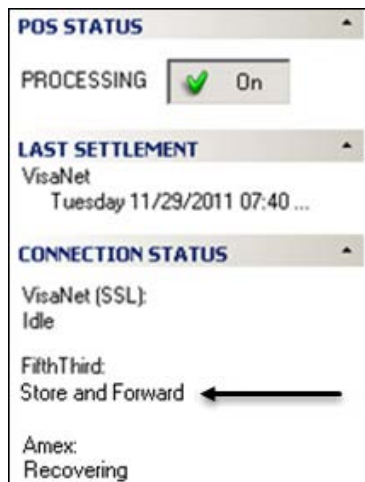 POS STATUS
PROCESSING On
LAST SETTLEMENT
VisaNet
Tuesday 11/29/2011 07:40 ...
CONNECTION STATUS
VisaNet (SSL):
Idle
FifthThird:
Store and Forward
Amex:
Recovering